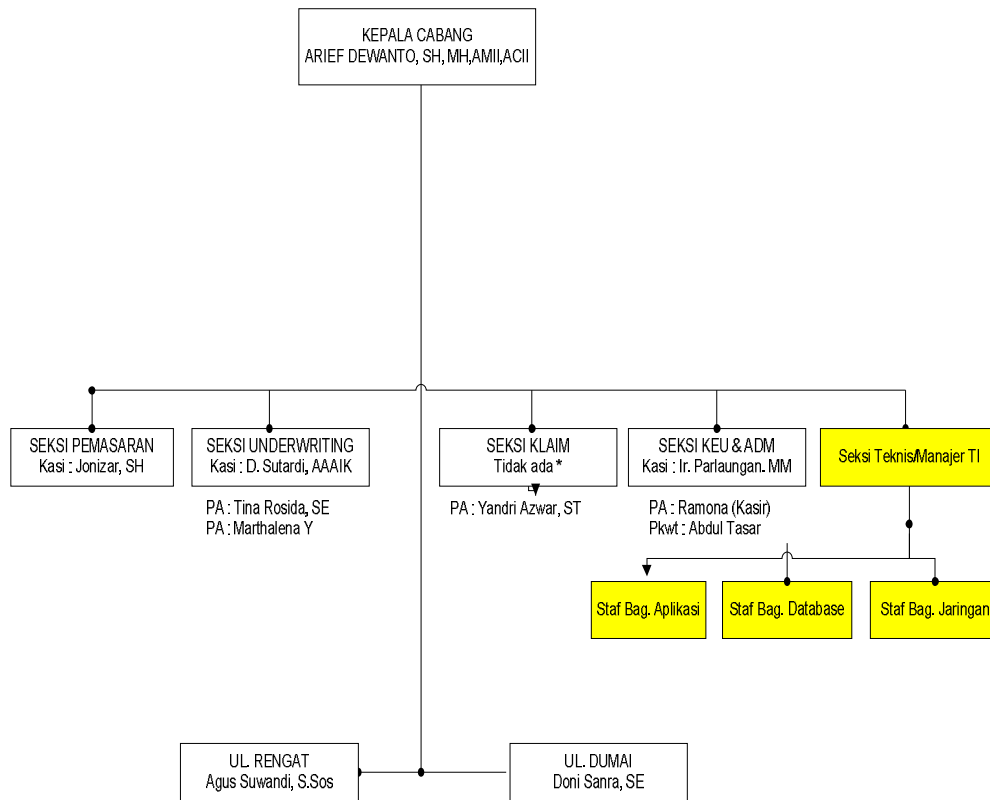 KEPALA CABANG
ARIEF DEWANTO, SH, MH,AMII,ACII
SEKSI PEMASARAN
Kasi : Jonizar, SH
SEKSI UNDERWRITING
Kasi : D. Sutardi, AAAIK
PA : Tina Rosida, SE
PA : Marthalena Y
SEKSI KLAIM
Tidak ada *
PA : Yandri Azwar, ST
SEKSI KEU & ADM
Kasi : Ir. Parlaungan. MM
PA : Ramona (Kasir)
Pkwt : Abdul Tasar
Seksi Teknis/Manajer TI
Staf Bag. Aplikasi
Staf Bag. Database
Staf Bag. Jaringan
UL. RENGAT
Agus Suwandi, S.Sos
UL. DUMAI
Doni Sanra, SE